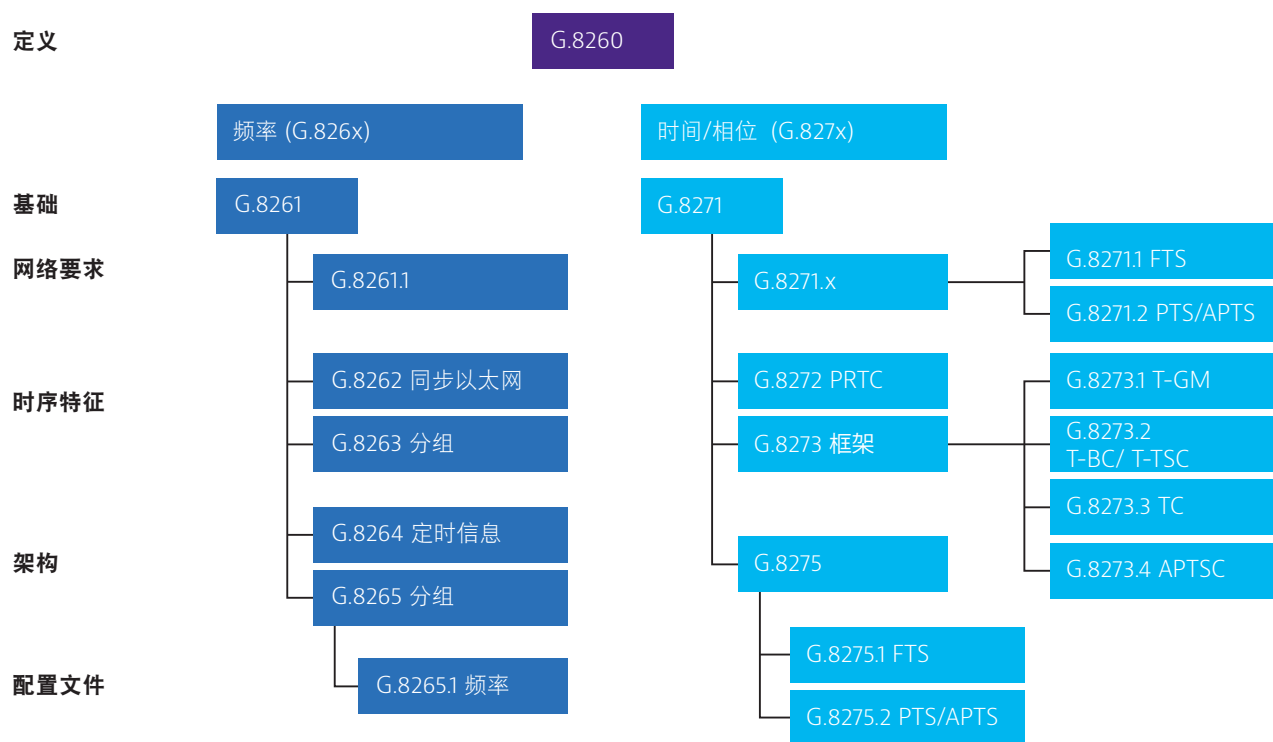 定义
G.8260
频率 (G.826x)
时间/相位 (G.827x)
基础
G.8261
G.8271
网络要求
G.8261.1
G.8271.x
G.8271.1 FTS
G.8271.2 PTS/APTS
时序特征
G.8262 同步以太网
G.8263 分组
G.8272 PRTC
G.8273 框架
G.8273.1 T-GM
G.8273.2
T-BC/ T-TSC
G.8273.3 TC
G.8273.4 APTSC
架构
G.8264 定时信息
G.8265 分组
G.8275
配置文件
G.8265.1 频率
G.8275.1 FTS
G.8275.2 PTS/APTS